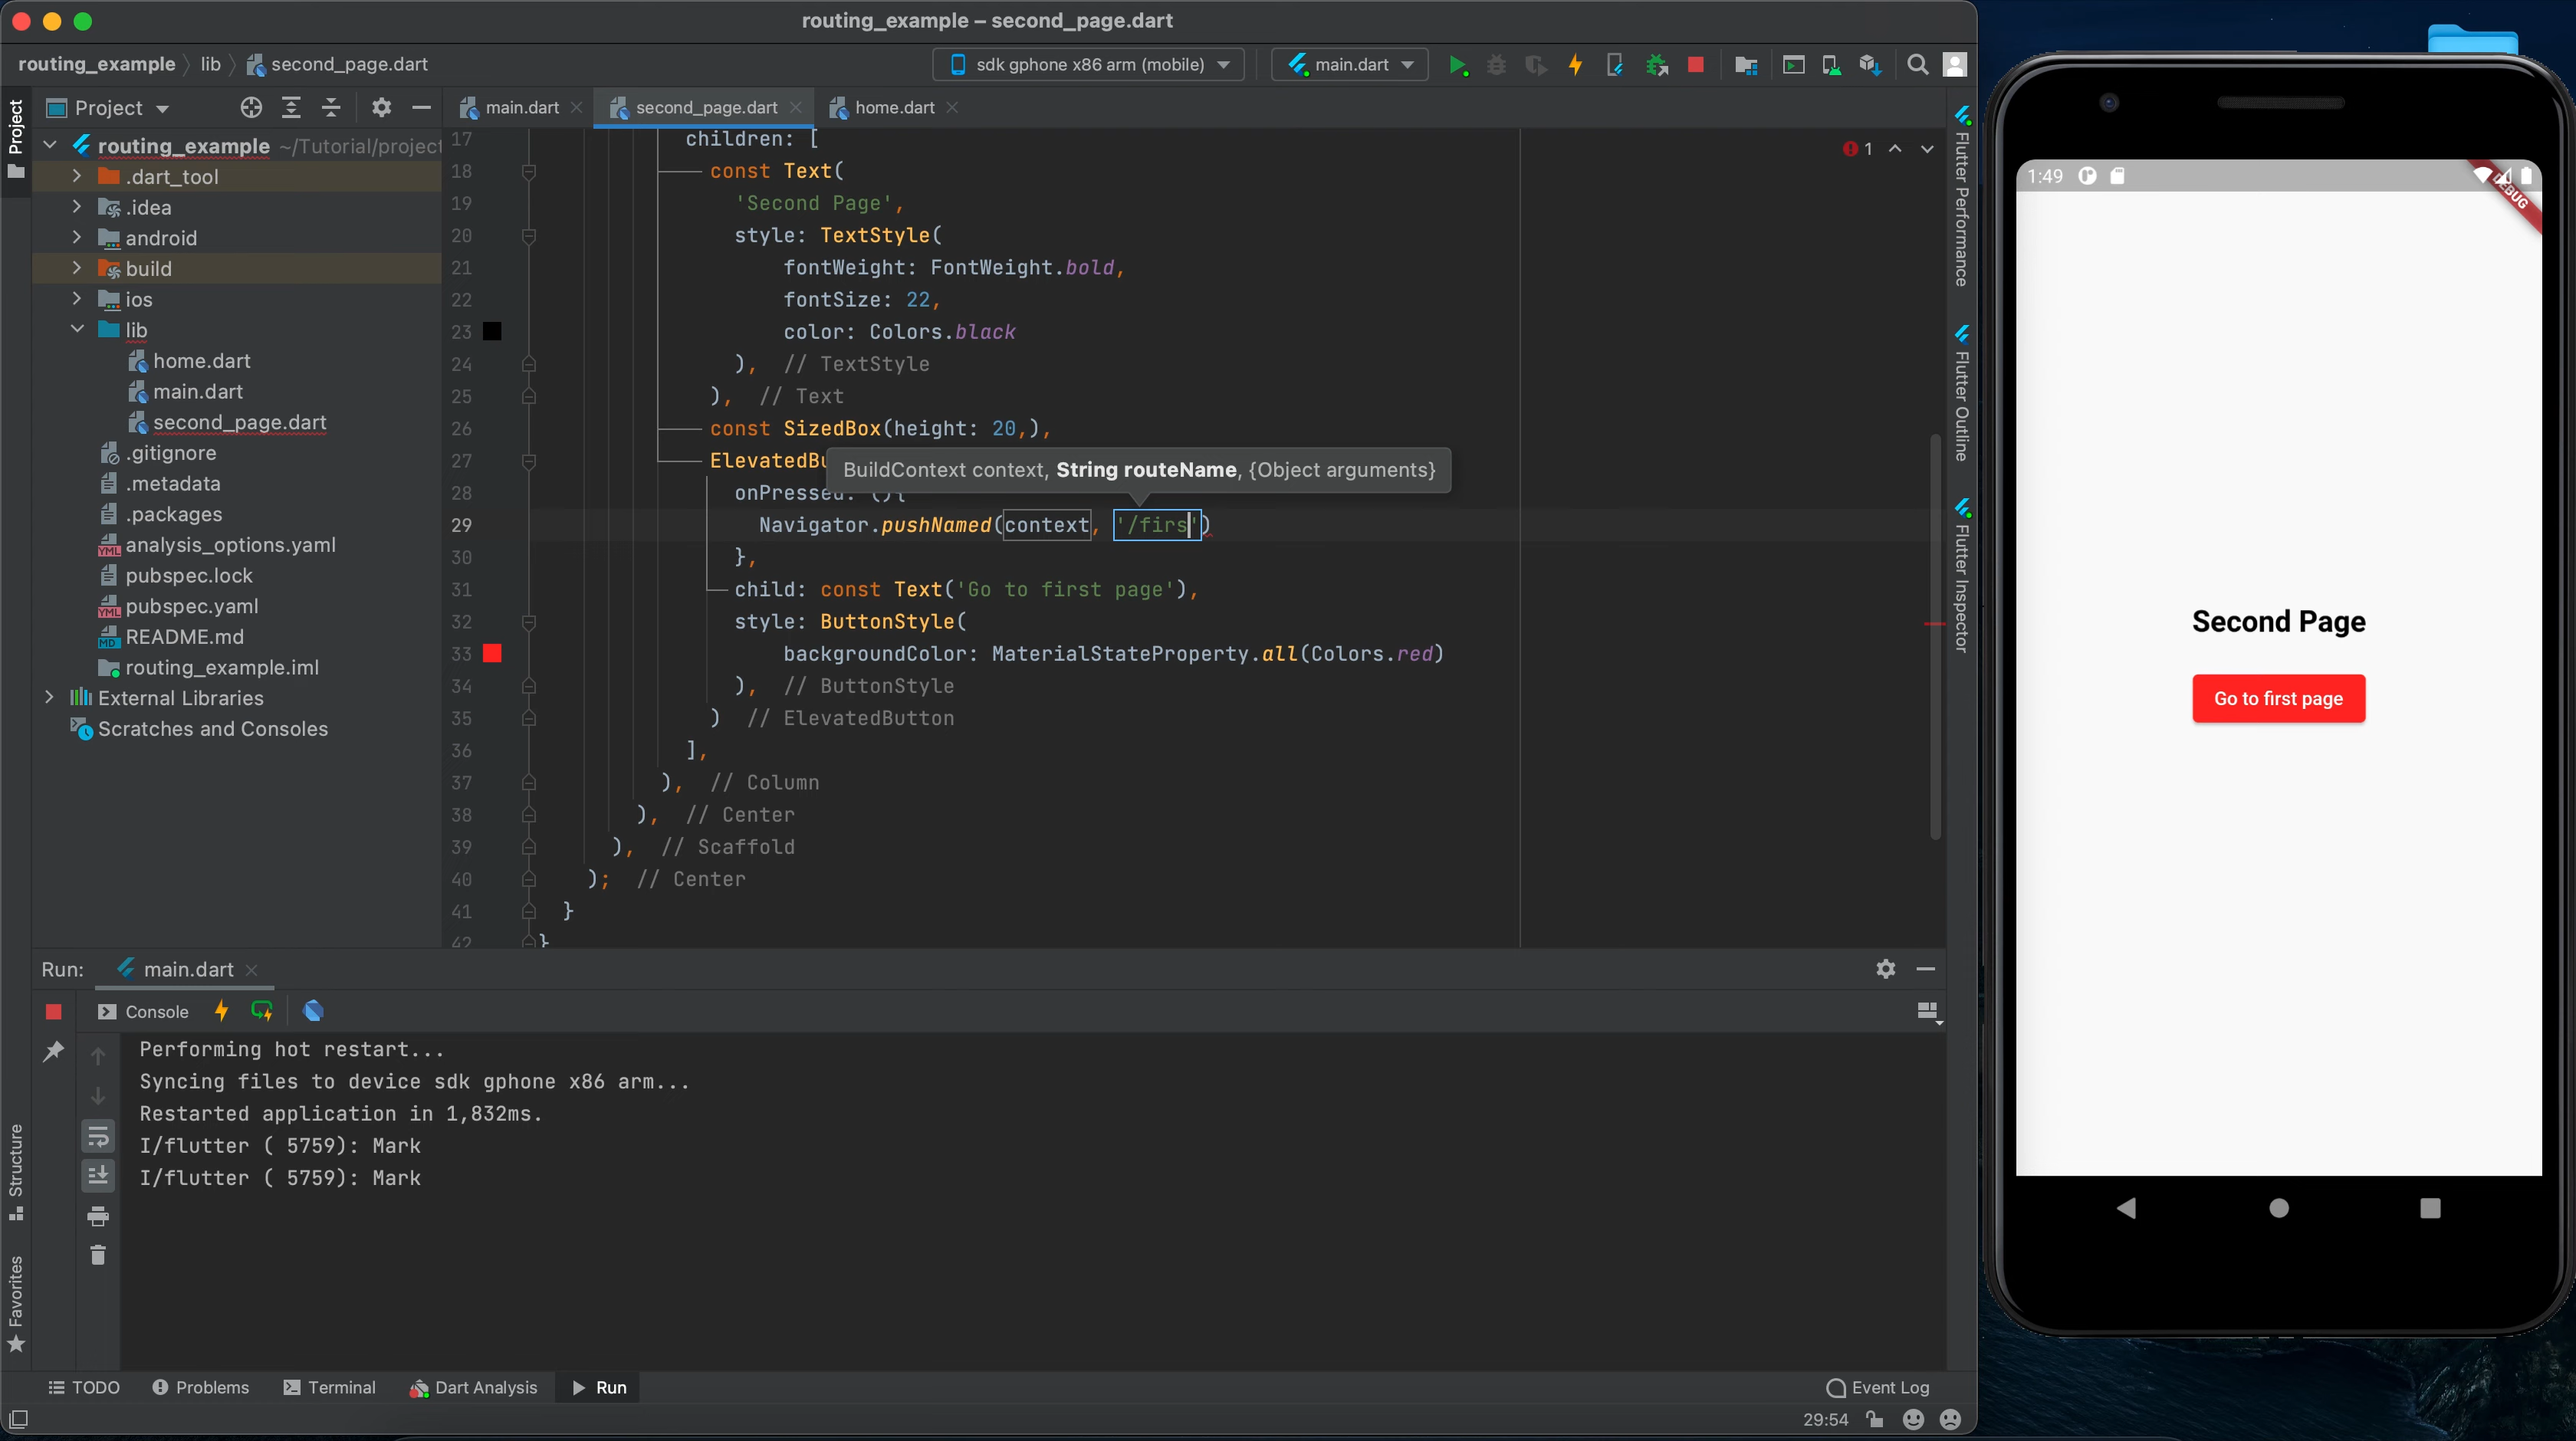 routing_example – second_page.dart
routing_example lib second_page.dart
sdk gphone x86 arm (mobile) main.dart
Project
Project
main.dart second_page.dart home.dart
routing_example ~/Tutorial/project
.dart_tool
.idea
android
build
ios
lib
home.dart
main.dart
second_page.dart
.gitignore
.metadata
.packages
analysis_options.yaml
pubspec.lock
pubspec.yaml
README.md
routing_example.iml
External Libraries
Scratches and Consoles
17 children: [
18 const Text(
19 'Second Page',
20 style: TextStyle(
21 fontWeight: FontWeight.bold,
22 fontSize: 22,
23 color: Colors.black
24 ), // TextStyle
25 ), // Text
26 const SizedBox(height: 20,),
27 ElevatedBu
BuildContext context, String routeName, {Object arguments}
28 onPressed: (){
29 Navigator.pushNamed(context, '/firs')
30 },
31 child: const Text('Go to first page'),
32 style: ButtonStyle(
33 backgroundColor: MaterialStateProperty.all(Colors.red)
34 ), // ButtonStyle
35 ) // ElevatedButton
36 ],
37 ), // Column
38 ), // Center
39 ), // Scaffold
40 ); // Center
41 }
42 }
1
Flutter Performance
Flutter Outline
Flutter Inspector
Run: main.dart
Console
Performing hot restart...
Syncing files to device sdk gphone x86 arm...
Restarted application in 1,832ms.
I/flutter ( 5759): Mark
I/flutter ( 5759): Mark
Structure
Favorites
TODO Problems Terminal Dart Analysis Run Event Log
29:54
1:49
DEBUG
Second Page
Go to first page